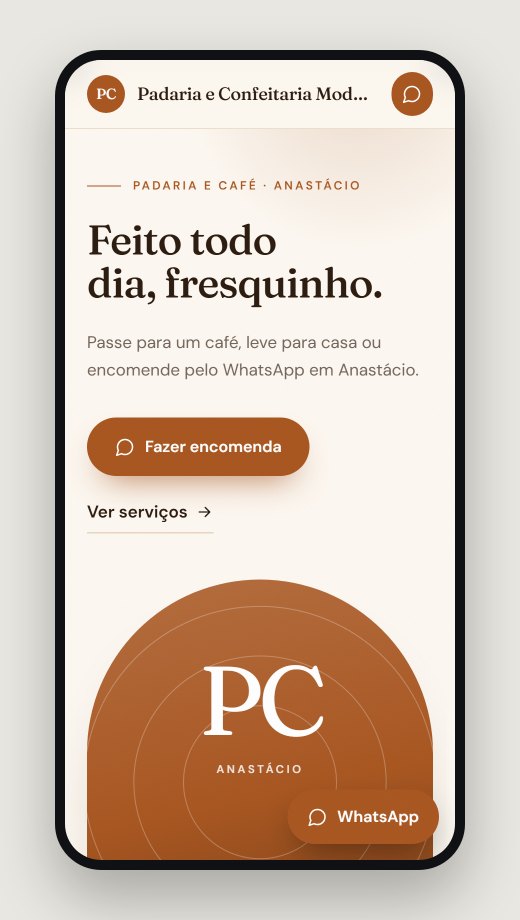 PC
Padaria e Confeitaria Mod...
PADARIA E CAFÉ · ANASTÁCIO
Feito todo
dia, fresquinho.
Passe para um café, leve para casa ou
encomende pelo WhatsApp em Anastácio.
Fazer encomenda
Ver serviços →
PC
ANASTÁCIO
WhatsApp